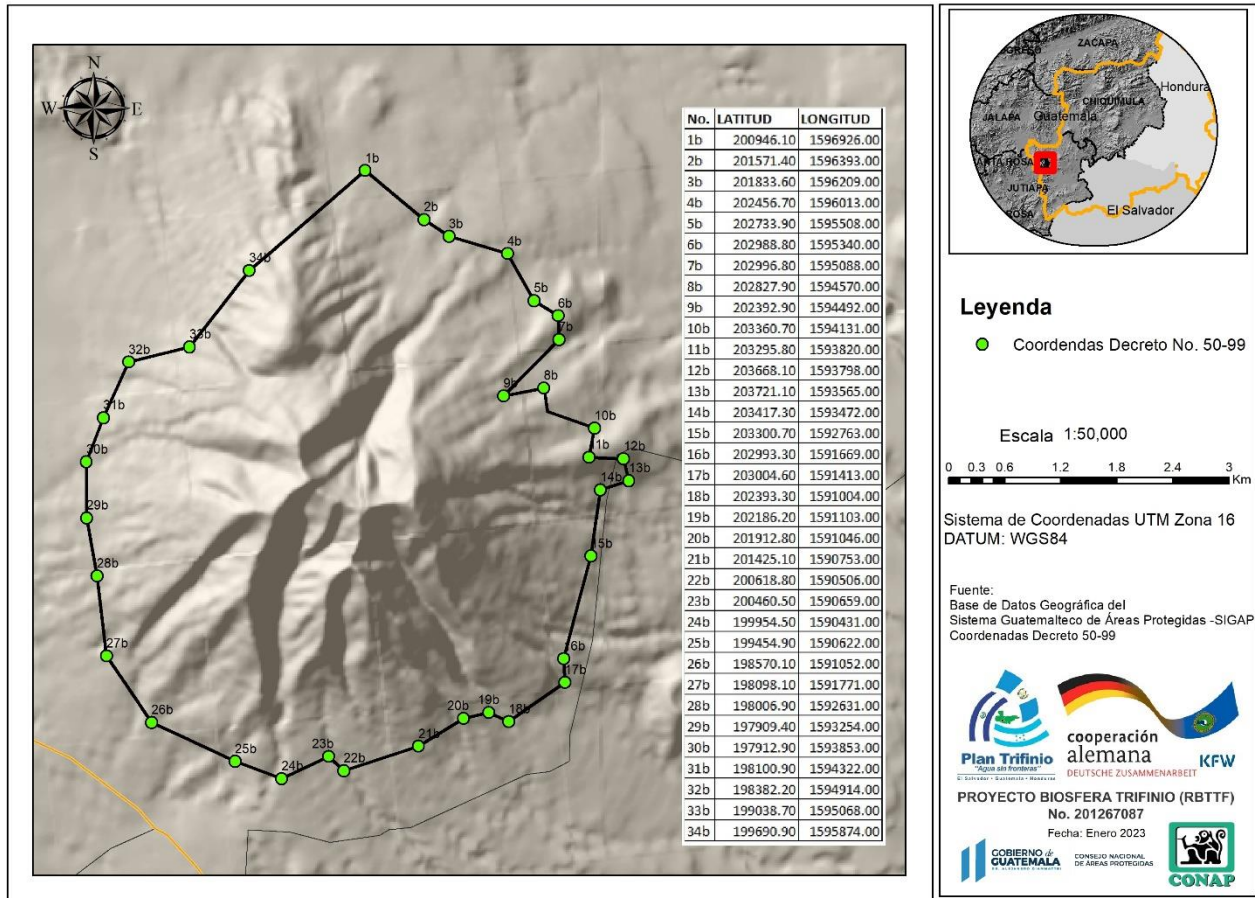 N
W E
S
1b
2b
3b
4b
5b
6b
7b
8b
9b
10b
1b
12b
13b
14b
5b
16b
17b
18b
19b
20b
21b
22b
23b
24b
25b
26b
27b
28b
29b
30b
31b
32b
33b
34b
No. LATITUD LONGITUD
1b 200946.10 1596926.00
2b 201571.40 1596393.00
3b 201833.60 1596209.00
4b 202456.70 1596013.00
5b 202733.90 1595508.00
6b 202988.80 1595340.00
7b 202996.80 1595088.00
8b 202827.90 1594570.00
9b 202392.90 1594492.00
10b 203360.70 1594131.00
11b 203295.80 1593820.00
12b 203668.10 1593798.00
13b 203721.10 1593565.00
14b 203417.30 1593472.00
15b 203300.70 1592763.00
16b 202993.30 1591669.00
17b 203004.60 1591413.00
18b 202393.30 1591004.00
19b 202186.20 1591103.00
20b 201912.80 1591046.00
21b 201425.10 1590753.00
22b 200618.80 1590506.00
23b 200460.50 1590659.00
24b 199954.50 1590431.00
25b 199454.90 1590622.00
26b 198570.10 1591052.00
27b 198098.10 1591771.00
28b 198006.90 1592631.00
29b 197909.40 1593254.00
30b 197912.90 1593853.00
31b 198100.90 1594322.00
32b 198382.20 1594914.00
33b 199038.70 1595068.00
34b 199690.90 1595874.00
ZACAPA
Hondura
CHIQUIMULA
JALAPA
Guatemala
ANTA ROSA
JUTIAPA
ROSA
El Salvador
Leyenda
Coordendas Decreto No. 50-99
Escala 1:50,000
0 0.3 0.6 1.2 1.8 2.4 3
Km
Sistema de Coordenadas UTM Zona 16
DATUM: WGS84
Fuente:
Base de Datos Geográfica del
Sistema Guatemalteco de Áreas Protegidas -SIGAP
Coordenadas Decreto 50-99
Plan Trifinio
"Agua sin fronteras"
El Salvador - Guatemala - Honduras
cooperación
alemana
DEUTSCHE ZUSAMMENARBEIT
KFW
PROYECTO BIOSFERA TRIFINIO (RBTTF)
No. 201267087
Fecha: Enero 2023
GOBIERNO de
GUATEMALA
CONSEJO NACIONAL
DE ÁREAS PROTEGIDAS
CONAP